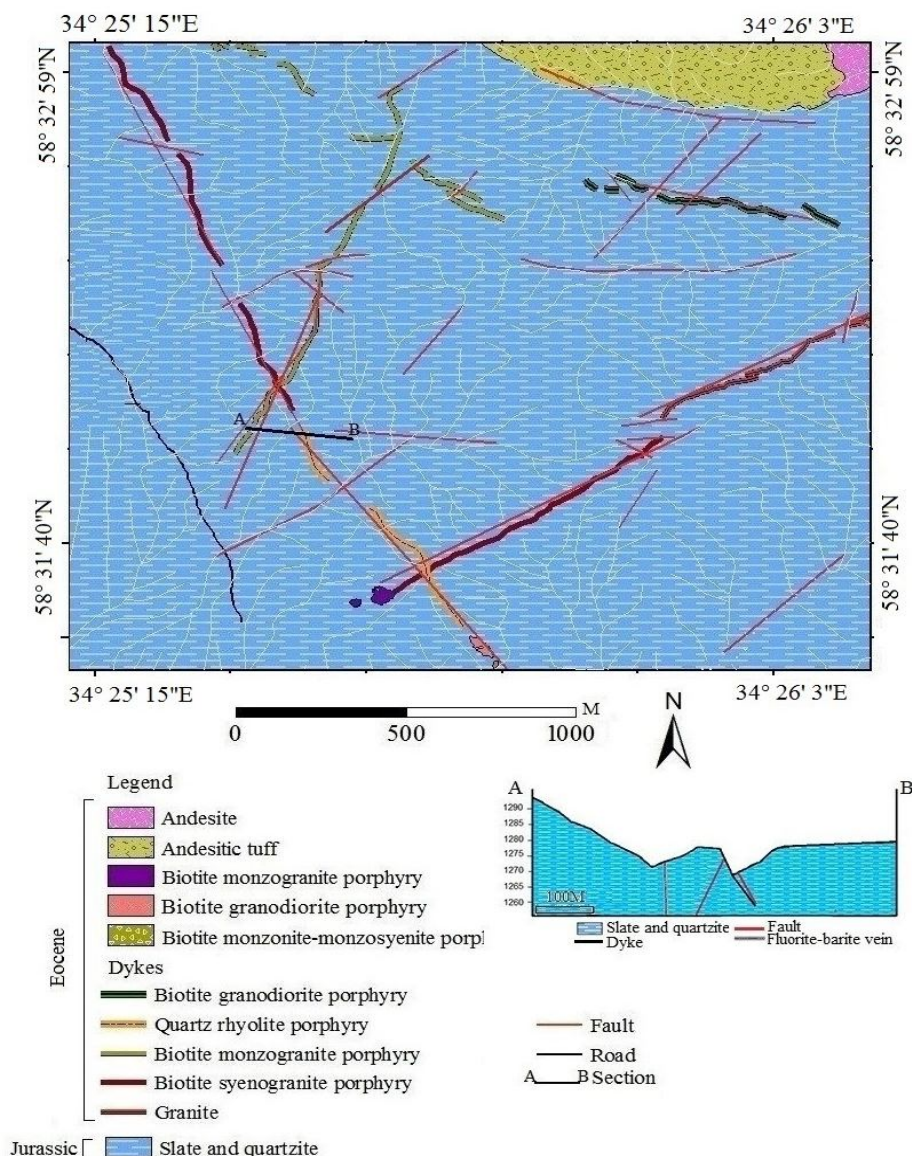 34° 25' 15"E 34° 26' 3"E
58° 32' 59"N 58° 32' 59"N
A B
58° 31' 40"N 58° 31' 40"N
34° 25' 15"E 34° 26' 3"E
M
0 500 1000
N
Legend
Eocene
Andesite
Andesitic tuff
Biotite monzogranite porphyry
Biotite granodiorite porphyry
Biotite monzonite-monzosyenite porpl
Dykes
Biotite granodiorite porphyry
Quartz rhyolite porphyry
Biotite monzogranite porphyry
Biotite syenogranite porphyry
Granite
Jurassic
Slate and quartzite
A B
1290
1285
1280
1275
1270
1265
1260
100M
Slate and quartzite Fault
Dyke Fluorite-barite vein
Fault
Road
A B Section